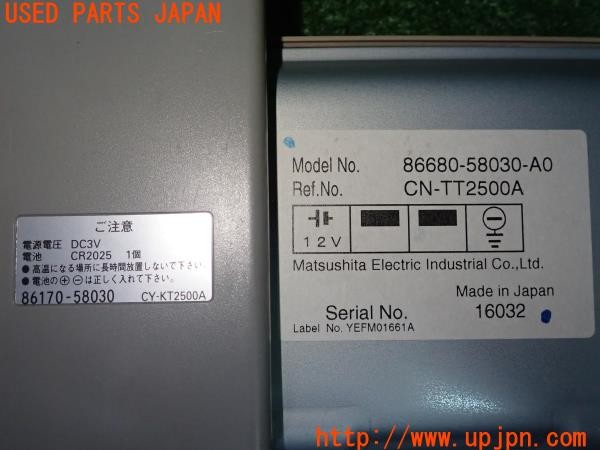 USED PARTS JAPAN
ご注意
電源電圧 DC3V
電池 CR2025 1個
●高温になる場所に長時間放置しないで下さい。
●電池の⊕⊖は正しく入れて下さい。
86170-58030 CY-KT2500A
Model No. 86680-58030-A0
Ref.No. CN-TT2500A
12V
Matsushita Electric Industrial Co.,Ltd.
Made in Japan
Serial No. 16032
Label No. YEFM01661A
http://www.upjpn.com/